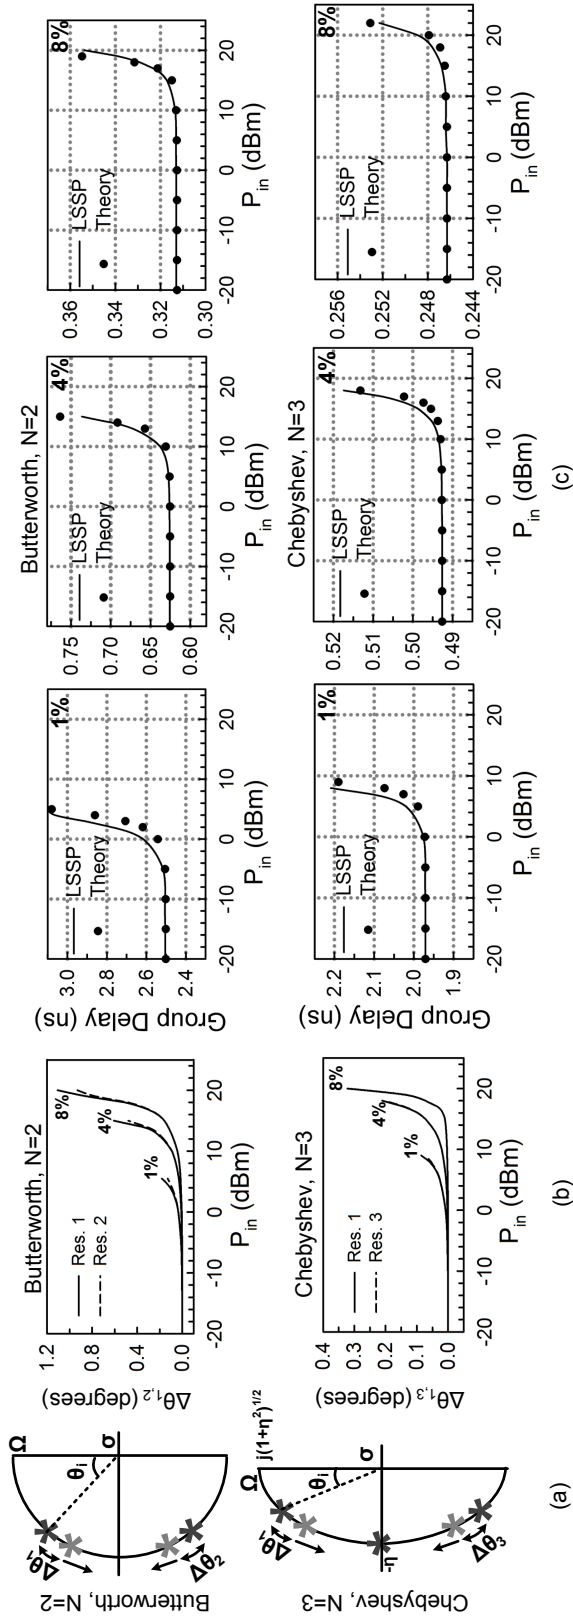 Butterworth, N=2
Δθ₁
Δθ₂
θᵢ
Ω
σ
Chebyshev, N=3
Δθ₁
Δθ₃
θᵢ
Ω
j(1+η²)^1/2
-η
σ
(a)
Butterworth, N=2
Δθ₁,₂ (degrees)
1.2
0.8
0.4
0.0
Res. 1
Res. 2
1%
4%
8%
-20 -10 0 10 20
Pin (dBm)
Chebyshev, N=3
Δθ₁,₃ (degrees)
0.4
0.3
0.2
0.1
0.0
Res. 1
Res. 3
1%
4%
8%
-20 -10 0 10 20
Pin (dBm)
(b)
Butterworth, N=2
Group Delay (ns)
3.0
2.8
2.6
2.4
LSSP
Theory
1%
-20 -10 0 10 20
Pin (dBm)
0.75
0.70
0.65
0.60
LSSP
Theory
4%
-20 -10 0 10 20
Pin (dBm)
0.36
0.34
0.32
0.30
LSSP
Theory
8%
-20 -10 0 10 20
Pin (dBm)
Chebyshev, N=3
Group Delay (ns)
2.2
2.1
2.0
1.9
LSSP
Theory
1%
-20 -10 0 10 20
Pin (dBm)
0.52
0.51
0.50
0.49
LSSP
Theory
4%
-20 -10 0 10 20
Pin (dBm)
0.256
0.252
0.248
0.244
LSSP
Theory
8%
-20 -10 0 10 20
Pin (dBm)
(c)